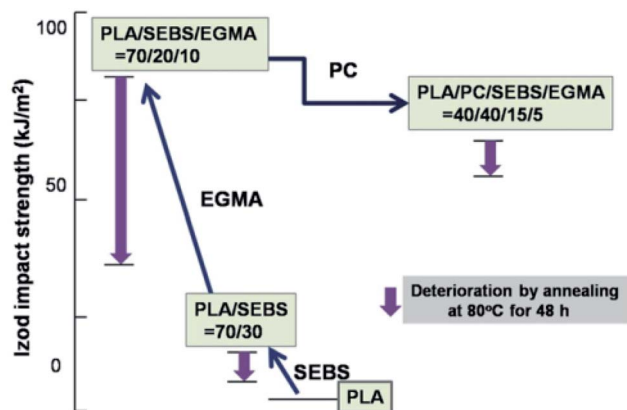 100
PLA/SEBS/EGMA
=70/20/10
PC
PLA/PC/SEBS/EGMA
=40/40/15/5
Izod impact strength (kJ/m²)
50
EGMA
PLA/SEBS
=70/30
Deterioration by annealing
at 80ºC for 48 h
0
SEBS
PLA